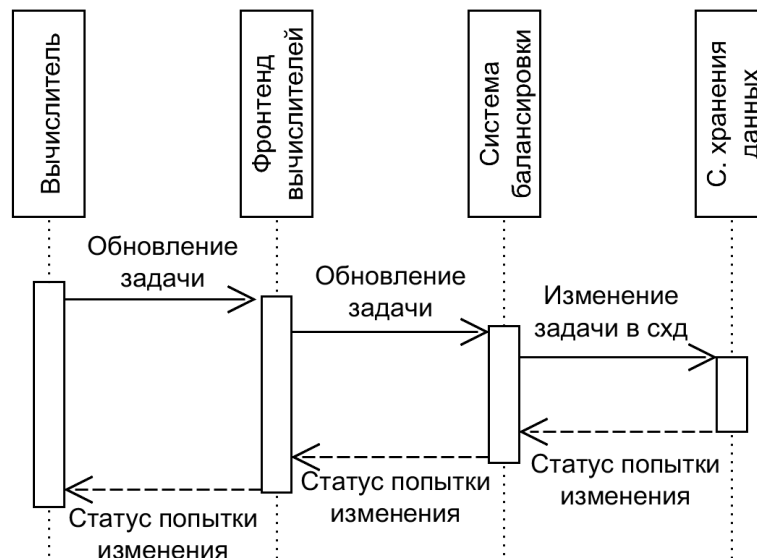 Вычислитель
Фронтенд
вычислителей
Система
балансировки
С. хранения
данных
Обновление
задачи
Обновление
задачи
Изменение
задачи в схд
Статус попытки
изменения
Статус попытки
изменения
Статус попытки
изменения